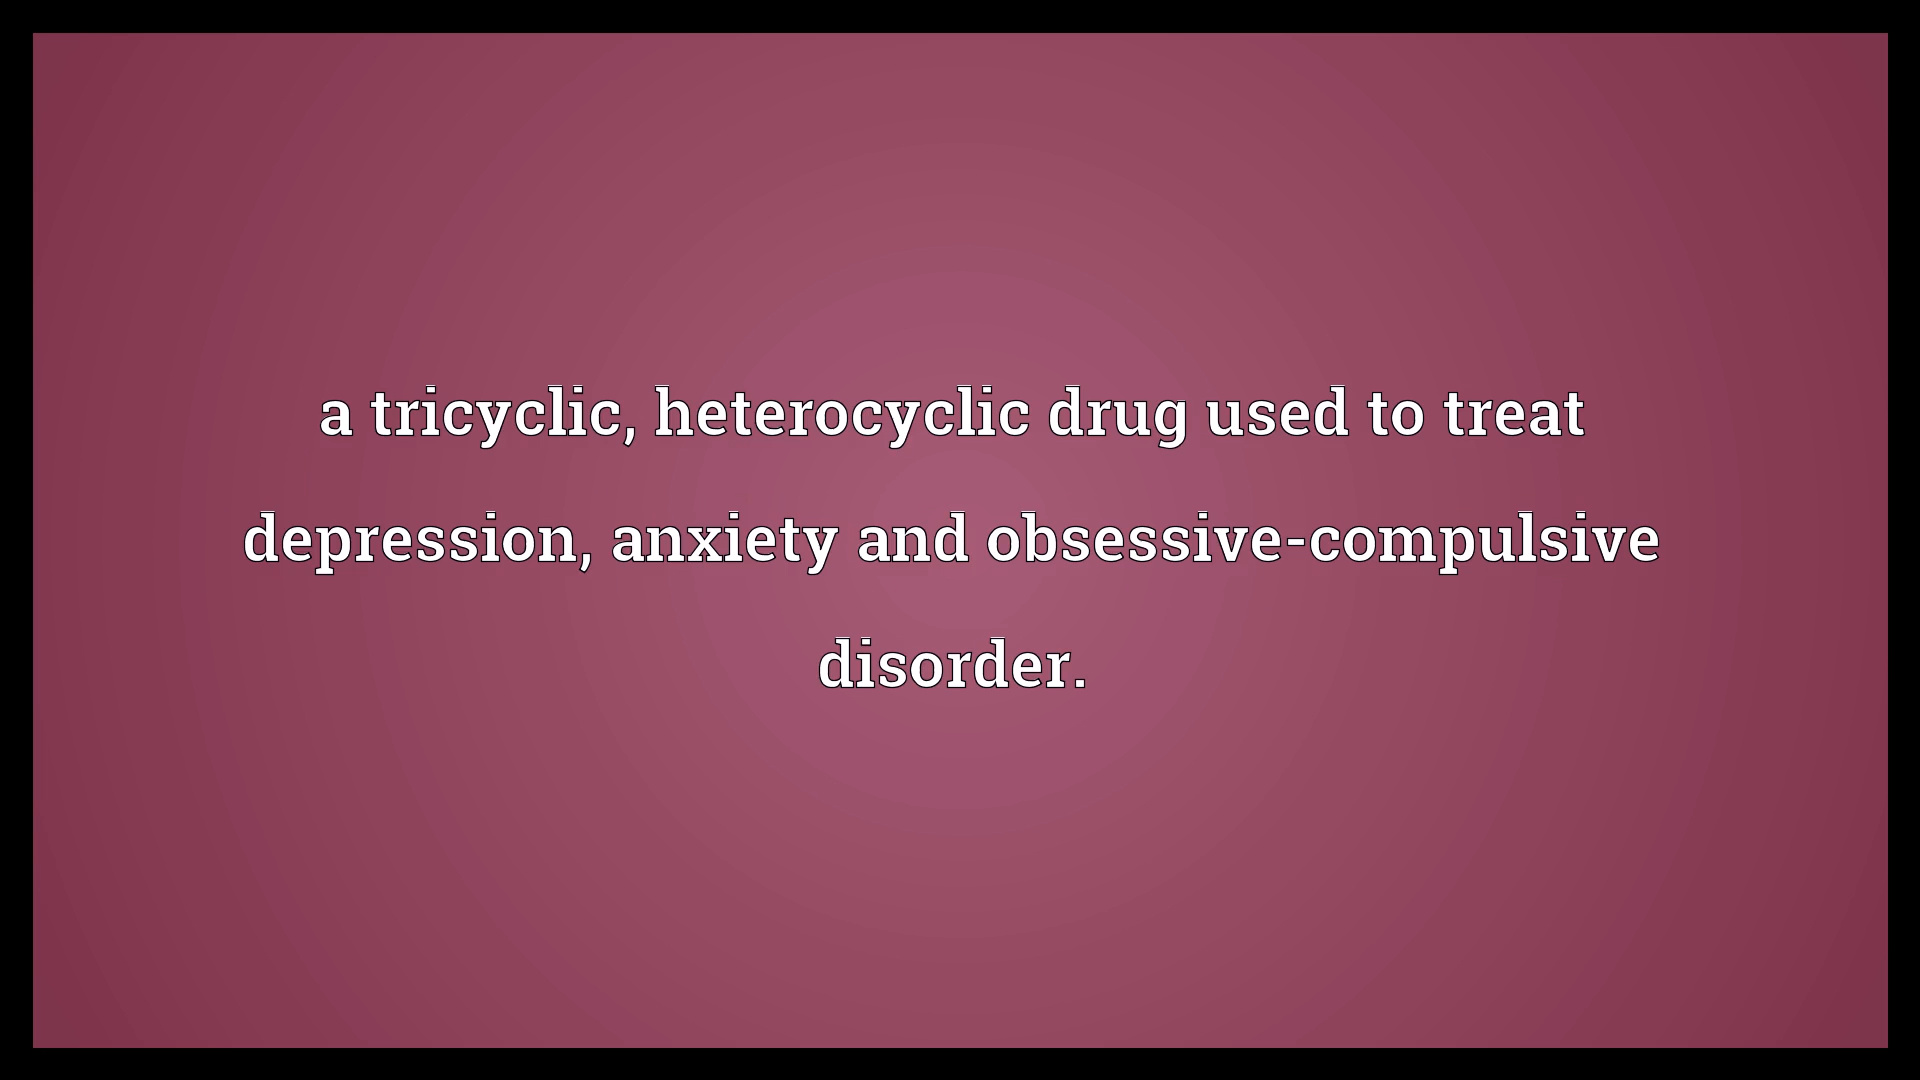 a tricyclic, heterocyclic drug used to treat
depression, anxiety and obsessive-compulsive
disorder.